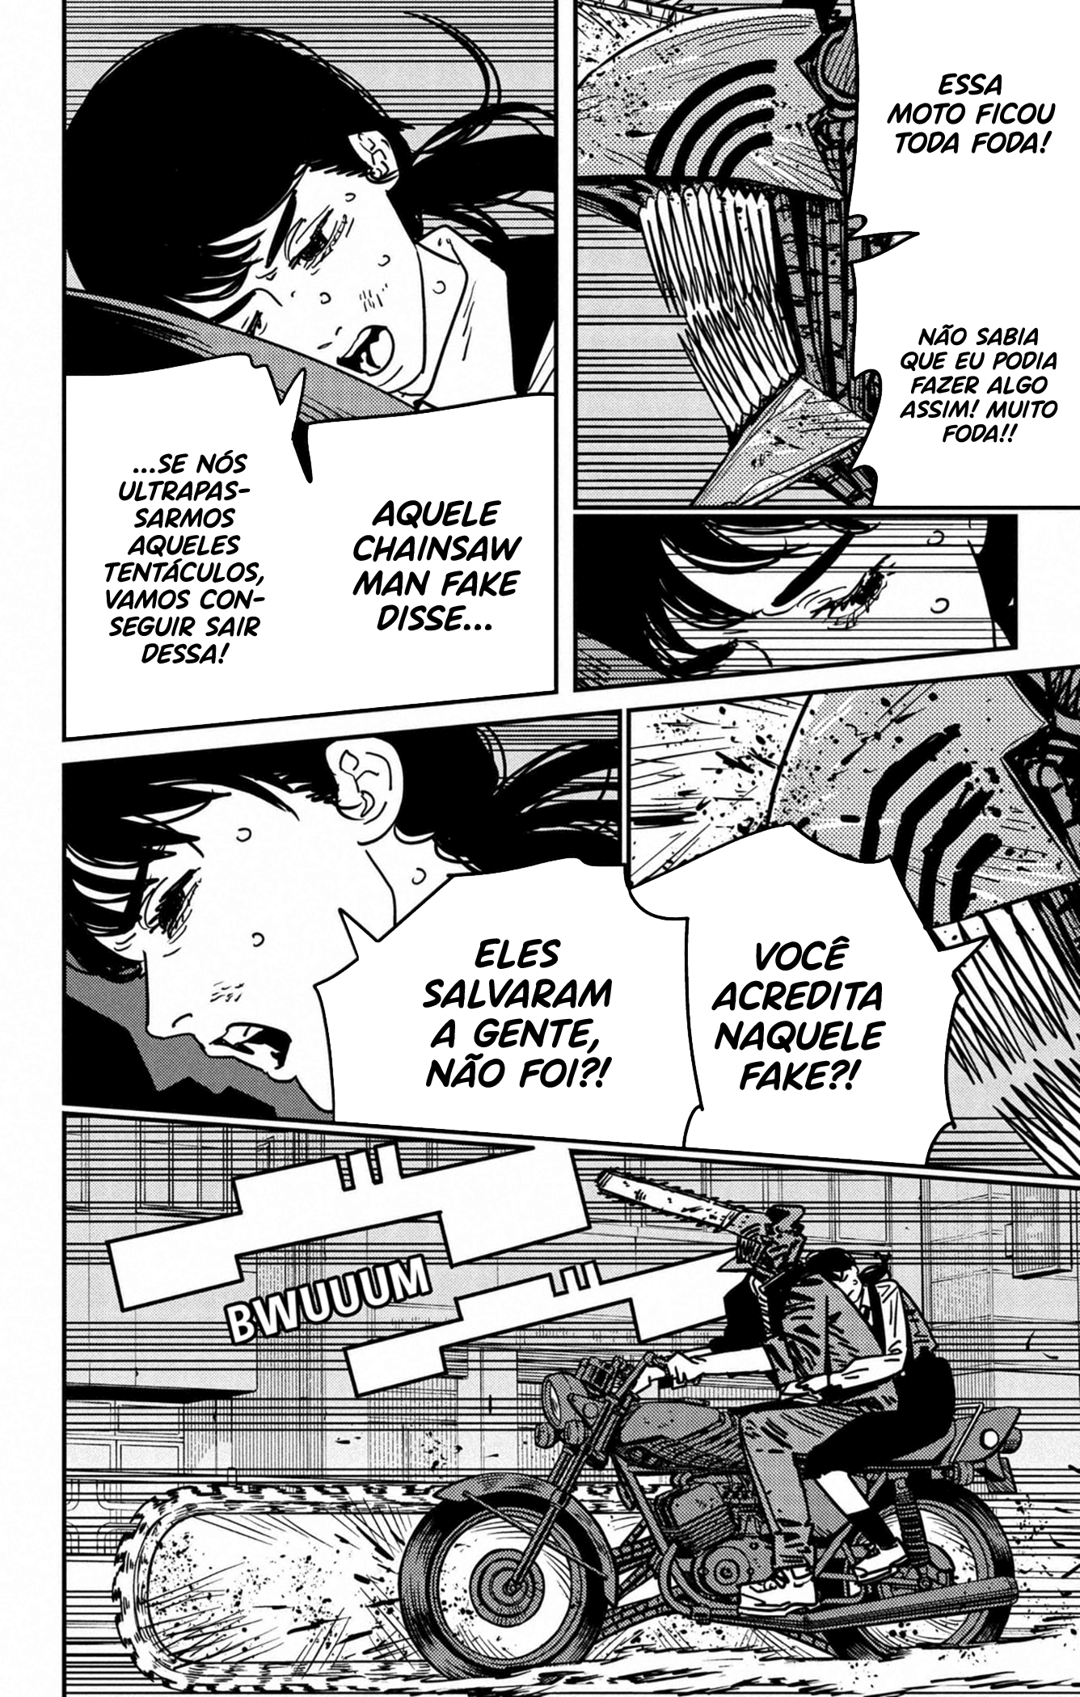 ESSA
MOTO FICOU
TODA FODA!
NÃO SABIA
QUE EU PODIA
FAZER ALGO
ASSIM! MUITO
FODA!!
AQUELE
CHAINSAW
MAN FAKE
DISSE...
...SE NÓS
ULTRAPAS-
SARMOS
AQUELES
TENTÁCULOS,
VAMOS CON-
SEGUIR SAIR
DESSA!
VOCÊ
ACREDITA
NAQUELE
FAKE?!
ELES
SALVARAM
A GENTE,
NÃO FOI?!
BWUUUM